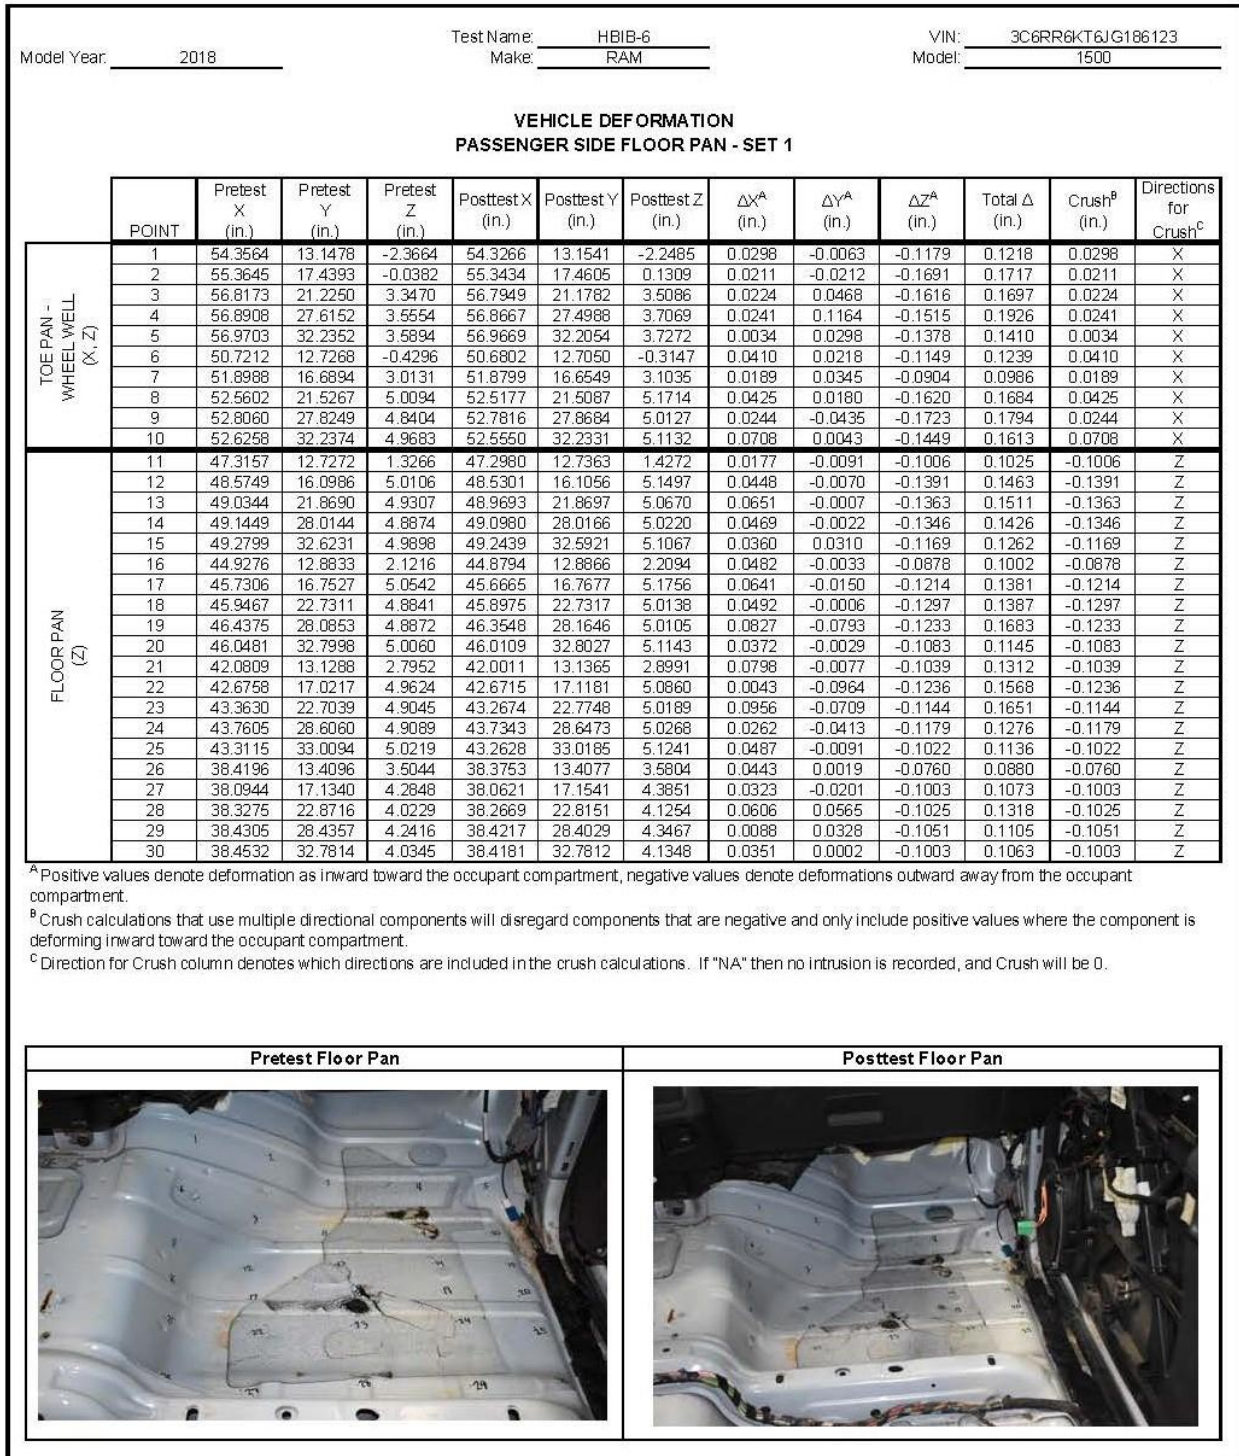 Test Name: HBIB-6 VIN: 3C6RR6KT6JG186123
Model Year: 2018 Make: RAM Model: 1500
VEHICLE DEFORMATION
PASSENGER SIDE FLOOR PAN - SET 1
POINT Pretest X (in.) Pretest Y (in.) Pretest Z (in.) Posttest X (in.) Posttest Y (in.) Posttest Z (in.) ΔX^A (in.) ΔY^A (in.) ΔZ^A (in.) Total Δ (in.) Crush^B (in.) Directions for Crush^C
TOE PAN - WHEEL WELL (X, Z)
1 54.3564 13.1478 -2.3664 54.3266 13.1541 -2.2485 0.0298 -0.0063 -0.1179 0.1218 0.0298 X
2 55.3645 17.4393 -0.0382 55.3434 17.4605 0.1309 0.0211 -0.0212 -0.1691 0.1717 0.0211 X
3 56.8173 21.2250 3.3470 56.7949 21.1782 3.5086 0.0224 0.0468 -0.1616 0.1697 0.0224 X
4 56.8908 27.6152 3.5554 56.8667 27.4988 3.7069 0.0241 0.1164 -0.1515 0.1926 0.0241 X
5 56.9703 32.2352 3.5894 56.9669 32.2054 3.7272 0.0034 0.0298 -0.1378 0.1410 0.0034 X
6 50.7212 12.7268 -0.4296 50.6802 12.7050 -0.3147 0.0410 0.0218 -0.1149 0.1239 0.0410 X
7 51.8988 16.6894 3.0131 51.8799 16.6549 3.1035 0.0189 0.0345 -0.0904 0.0986 0.0189 X
8 52.5602 21.5267 5.0094 52.5177 21.5087 5.1714 0.0425 0.0180 -0.1620 0.1684 0.0425 X
9 52.8060 27.8249 4.8404 52.7816 27.8684 5.0127 0.0244 -0.0435 -0.1723 0.1794 0.0244 X
10 52.6258 32.2374 4.9683 52.5550 32.2331 5.1132 0.0708 0.0043 -0.1449 0.1613 0.0708 X
FLOOR PAN (Z)
11 47.3157 12.7272 1.3266 47.2980 12.7363 1.4272 0.0177 -0.0091 -0.1006 0.1025 -0.1006 Z
12 48.5749 16.0986 5.0106 48.5301 16.1056 5.1497 0.0448 -0.0070 -0.1391 0.1463 -0.1391 Z
13 49.0344 21.8690 4.9307 48.9693 21.8697 5.0670 0.0651 -0.0007 -0.1363 0.1511 -0.1363 Z
14 49.1449 28.0144 4.8874 49.0980 28.0166 5.0220 0.0469 -0.0022 -0.1346 0.1426 -0.1346 Z
15 49.2799 32.6231 4.9898 49.2439 32.5921 5.1067 0.0360 0.0310 -0.1169 0.1262 -0.1169 Z
16 44.9276 12.8833 2.1216 44.8794 12.8866 2.2094 0.0482 -0.0033 -0.0878 0.1002 -0.0878 Z
17 45.7306 16.7527 5.0542 45.6665 16.7677 5.1756 0.0641 -0.0150 -0.1214 0.1381 -0.1214 Z
18 45.9467 22.7311 4.8841 45.8975 22.7317 5.0138 0.0492 -0.0006 -0.1297 0.1387 -0.1297 Z
19 46.4375 28.0853 4.8872 46.3548 28.1646 5.0105 0.0827 -0.0793 -0.1233 0.1683 -0.1233 Z
20 46.0481 32.7998 5.0060 46.0109 32.8027 5.1143 0.0372 -0.0029 -0.1083 0.1145 -0.1083 Z
21 42.0809 13.1288 2.7952 42.0011 13.1365 2.8991 0.0798 -0.0077 -0.1039 0.1312 -0.1039 Z
22 42.6758 17.0217 4.9624 42.6715 17.1181 5.0860 0.0043 -0.0964 -0.1236 0.1568 -0.1236 Z
23 43.3630 22.7039 4.9045 43.2674 22.7748 5.0189 0.0956 -0.0709 -0.1144 0.1651 -0.1144 Z
24 43.7605 28.6060 4.9089 43.7343 28.6473 5.0268 0.0262 -0.0413 -0.1179 0.1276 -0.1179 Z
25 43.3115 33.0094 5.0219 43.2628 33.0185 5.1241 0.0487 -0.0091 -0.1022 0.1136 -0.1022 Z
26 38.4196 13.4096 3.5044 38.3753 13.4077 3.5804 0.0443 0.0019 -0.0760 0.0880 -0.0760 Z
27 38.0944 17.1340 4.2848 38.0621 17.1541 4.3851 0.0323 -0.0201 -0.1003 0.1073 -0.1003 Z
28 38.3275 22.8716 4.0229 38.2669 22.8151 4.1254 0.0606 0.0565 -0.1025 0.1318 -0.1025 Z
29 38.4305 28.4357 4.2416 38.4217 28.4029 4.3467 0.0088 0.0328 -0.1051 0.1105 -0.1051 Z
30 38.4532 32.7814 4.0345 38.4181 32.7812 4.1348 0.0351 0.0002 -0.1003 0.1063 -0.1003 Z
^A Positive values denote deformation as inward toward the occupant compartment, negative values denote deformations outward away from the occupant
compartment.
^B Crush calculations that use multiple directional components will disregard components that are negative and only include positive values where the component is
deforming inward toward the occupant compartment.
^C Direction for Crush column denotes which directions are included in the crush calculations. If "NA" then no intrusion is recorded, and Crush will be 0.
Pretest Floor Pan Posttest Floor Pan